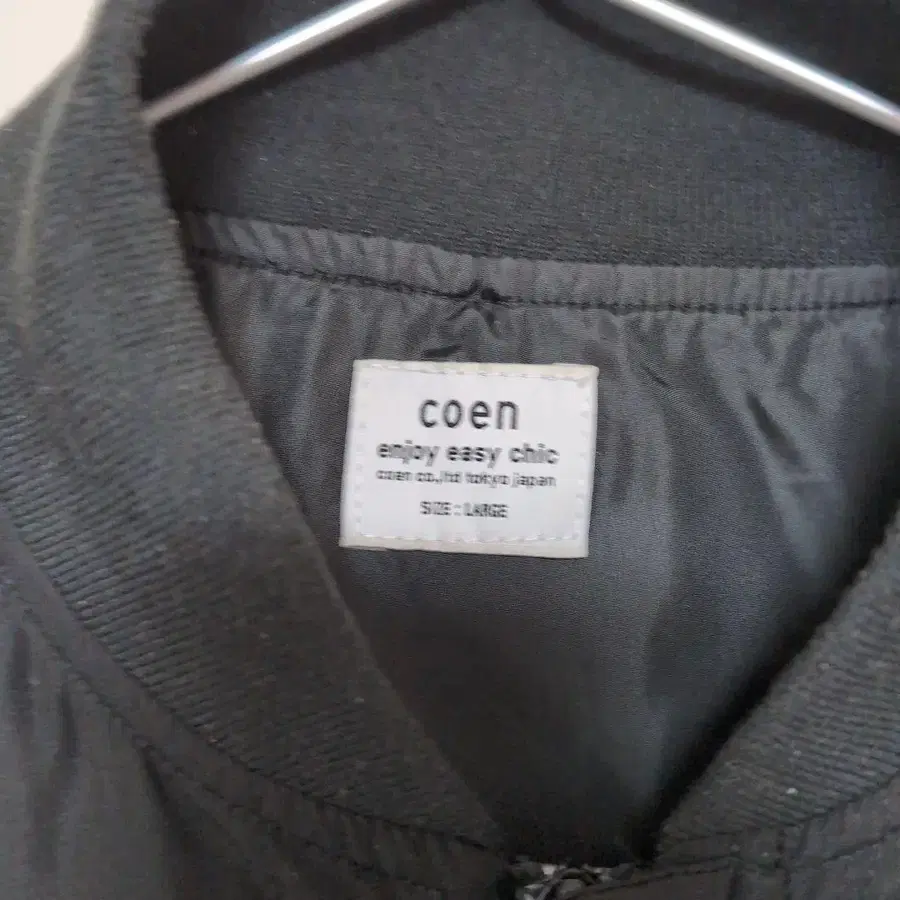 coen
enjoy easy chic
coen co.,ltd tokyo japan
SIZE : LARGE